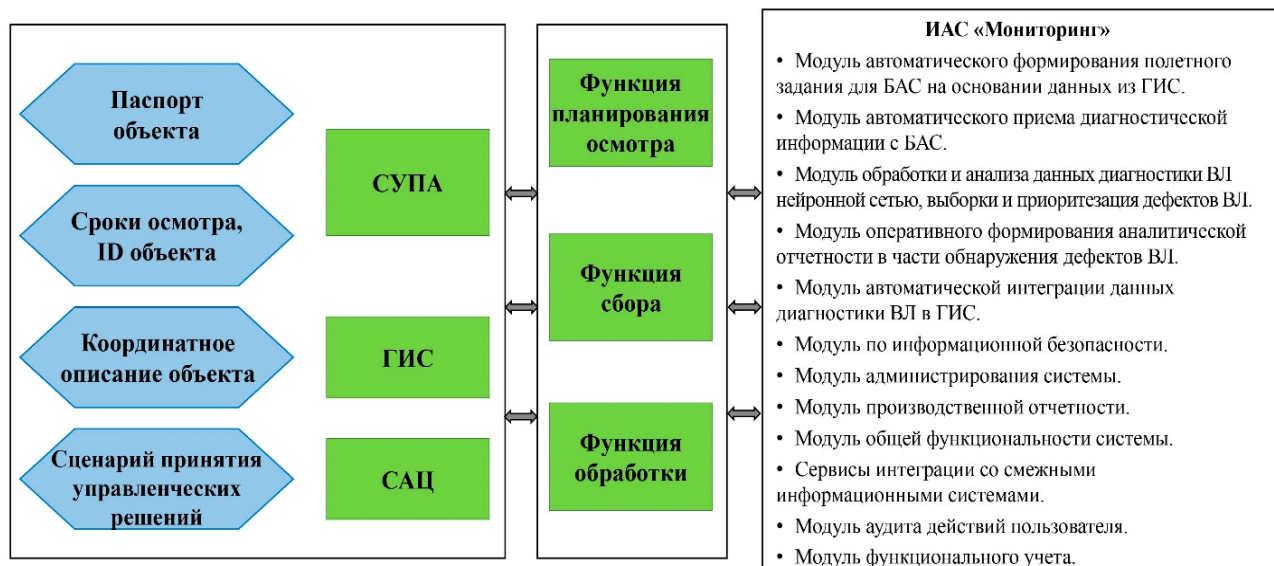 Паспорт
объекта
Сроки осмотра,
ID объекта
Координатное
описание объекта
Сценарий принятия
управленческих
решений
СУПА
ГИС
САЦ
Функция
планирования
осмотра
Функция
сбора
Функция
обработки
ИАС «Мониторинг»
• Модуль автоматического формирования полетного
задания для БАС на основании данных из ГИС.
• Модуль автоматического приема диагностической
информации с БАС.
• Модуль обработки и анализа данных диагностики ВЛ
нейронной сетью, выборки и приоритезация дефектов ВЛ.
• Модуль оперативного формирования аналитической
отчетности в части обнаружения дефектов ВЛ.
• Модуль автоматической интеграции данных
диагностики ВЛ в ГИС.
• Модуль по информационной безопасности.
• Модуль администрирования системы.
• Модуль производственной отчетности.
• Модуль общей функциональности системы.
• Сервисы интеграции со смежными
информационными системами.
• Модуль аудита действий пользователя.
• Модуль функционального учета.